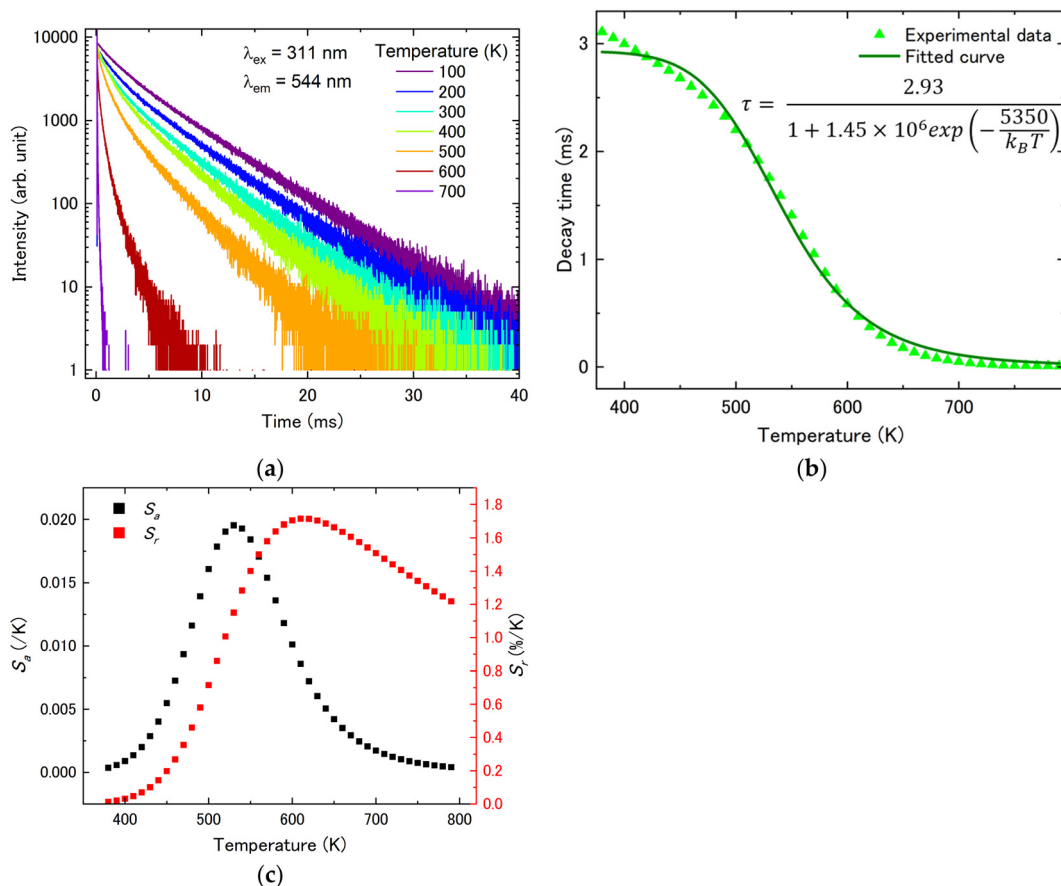 10000
1000
100
10
1
Intensity (arb. unit)
λex = 311 nm
λem = 544 nm
Temperature (K)
100
200
300
400
500
600
700
0 10 20 30 40
Time (ms)
(a)
3
2
1
0
Decay time (ms)
Experimental data
Fitted curve
τ = 2.93 / 1 + 1.45 × 10⁶exp (− 5350 / kBT)
400 500 600 700
Temperature (K)
(b)
0.020
0.015
0.010
0.005
0.000
Sa (/K)
Sa
Sr
1.8
1.6
1.4
1.2
1.0
0.8
0.6
0.4
0.2
0.0
Sr (%/K)
400 500 600 700 800
Temperature (K)
(c)